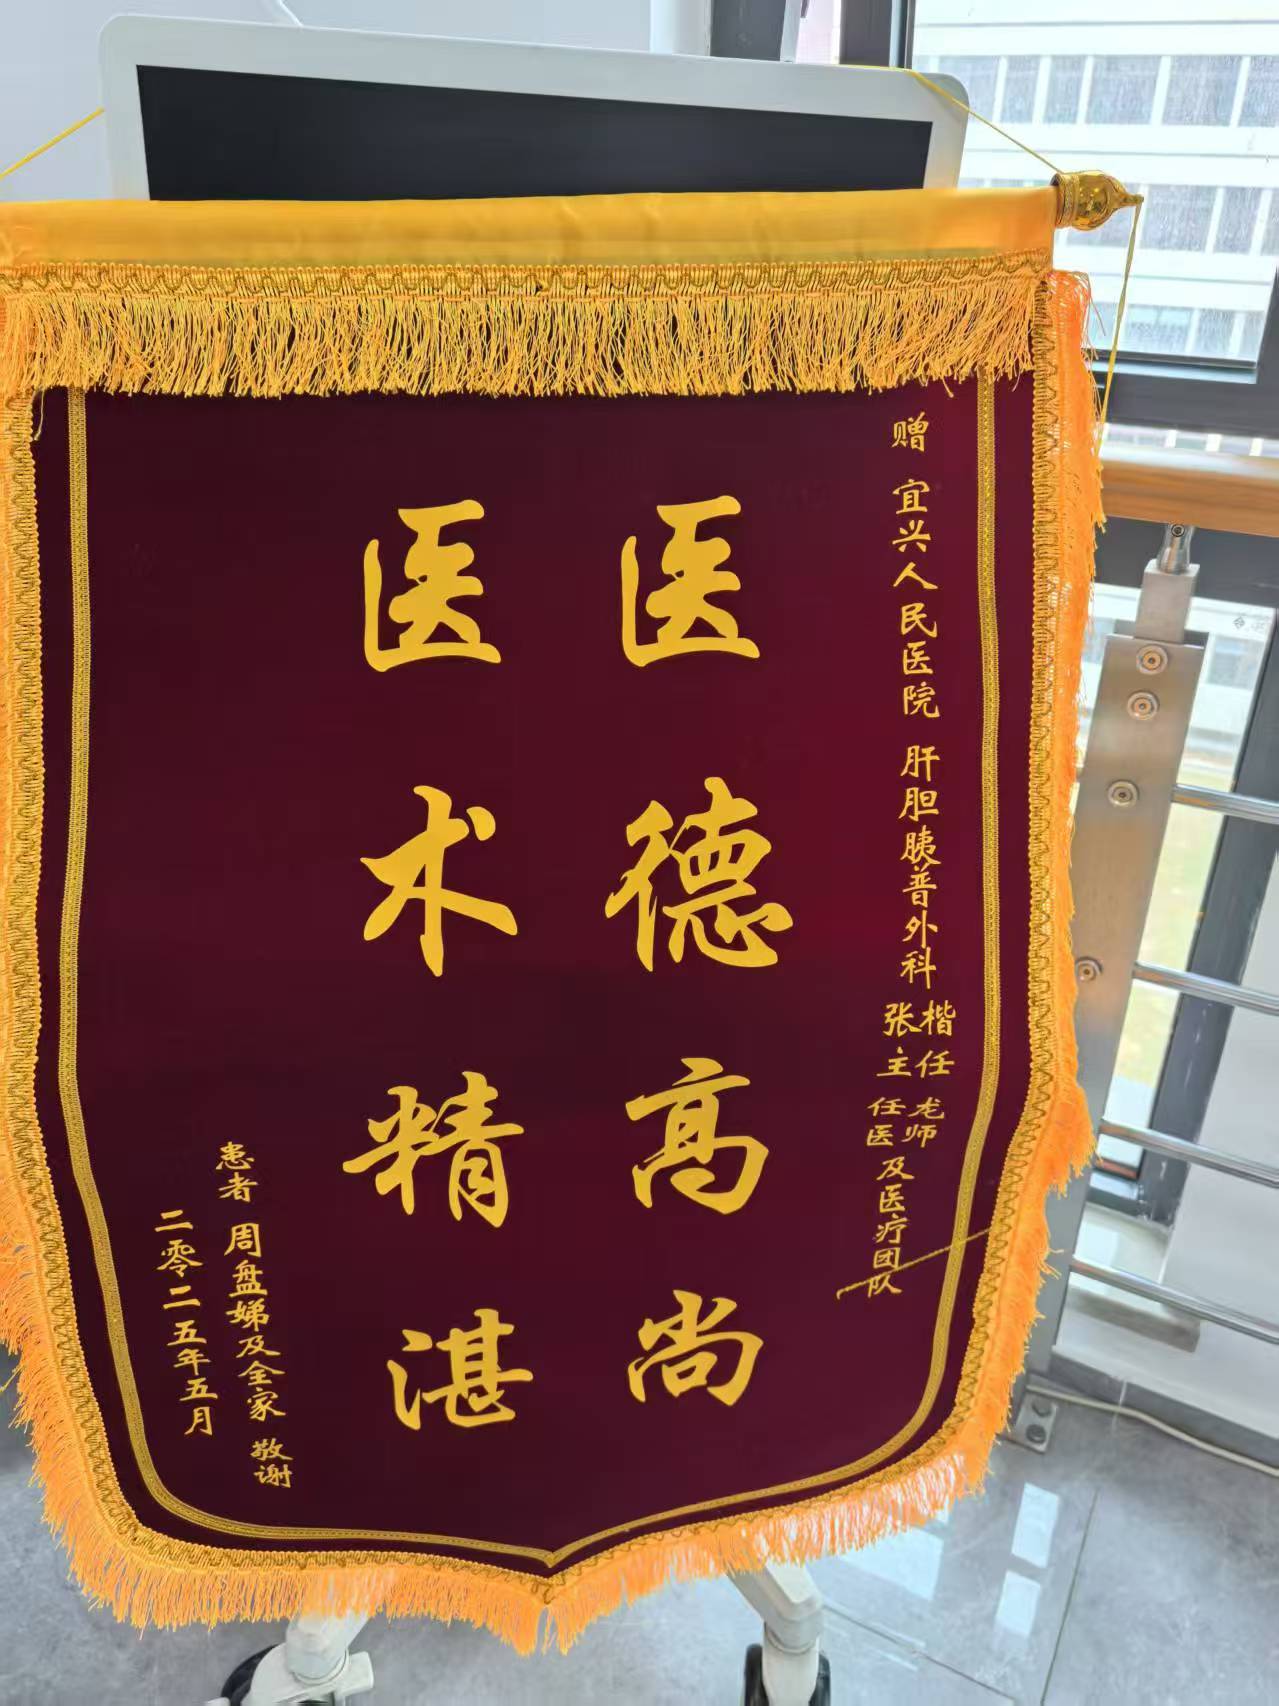 赠 宜兴人民医院 肝胆胰普外科
张楷
主任
任龙
医师
及医疗团队
医德高尚
医术精湛
患者 周盘娣及全家 敬谢
二零二五年五月